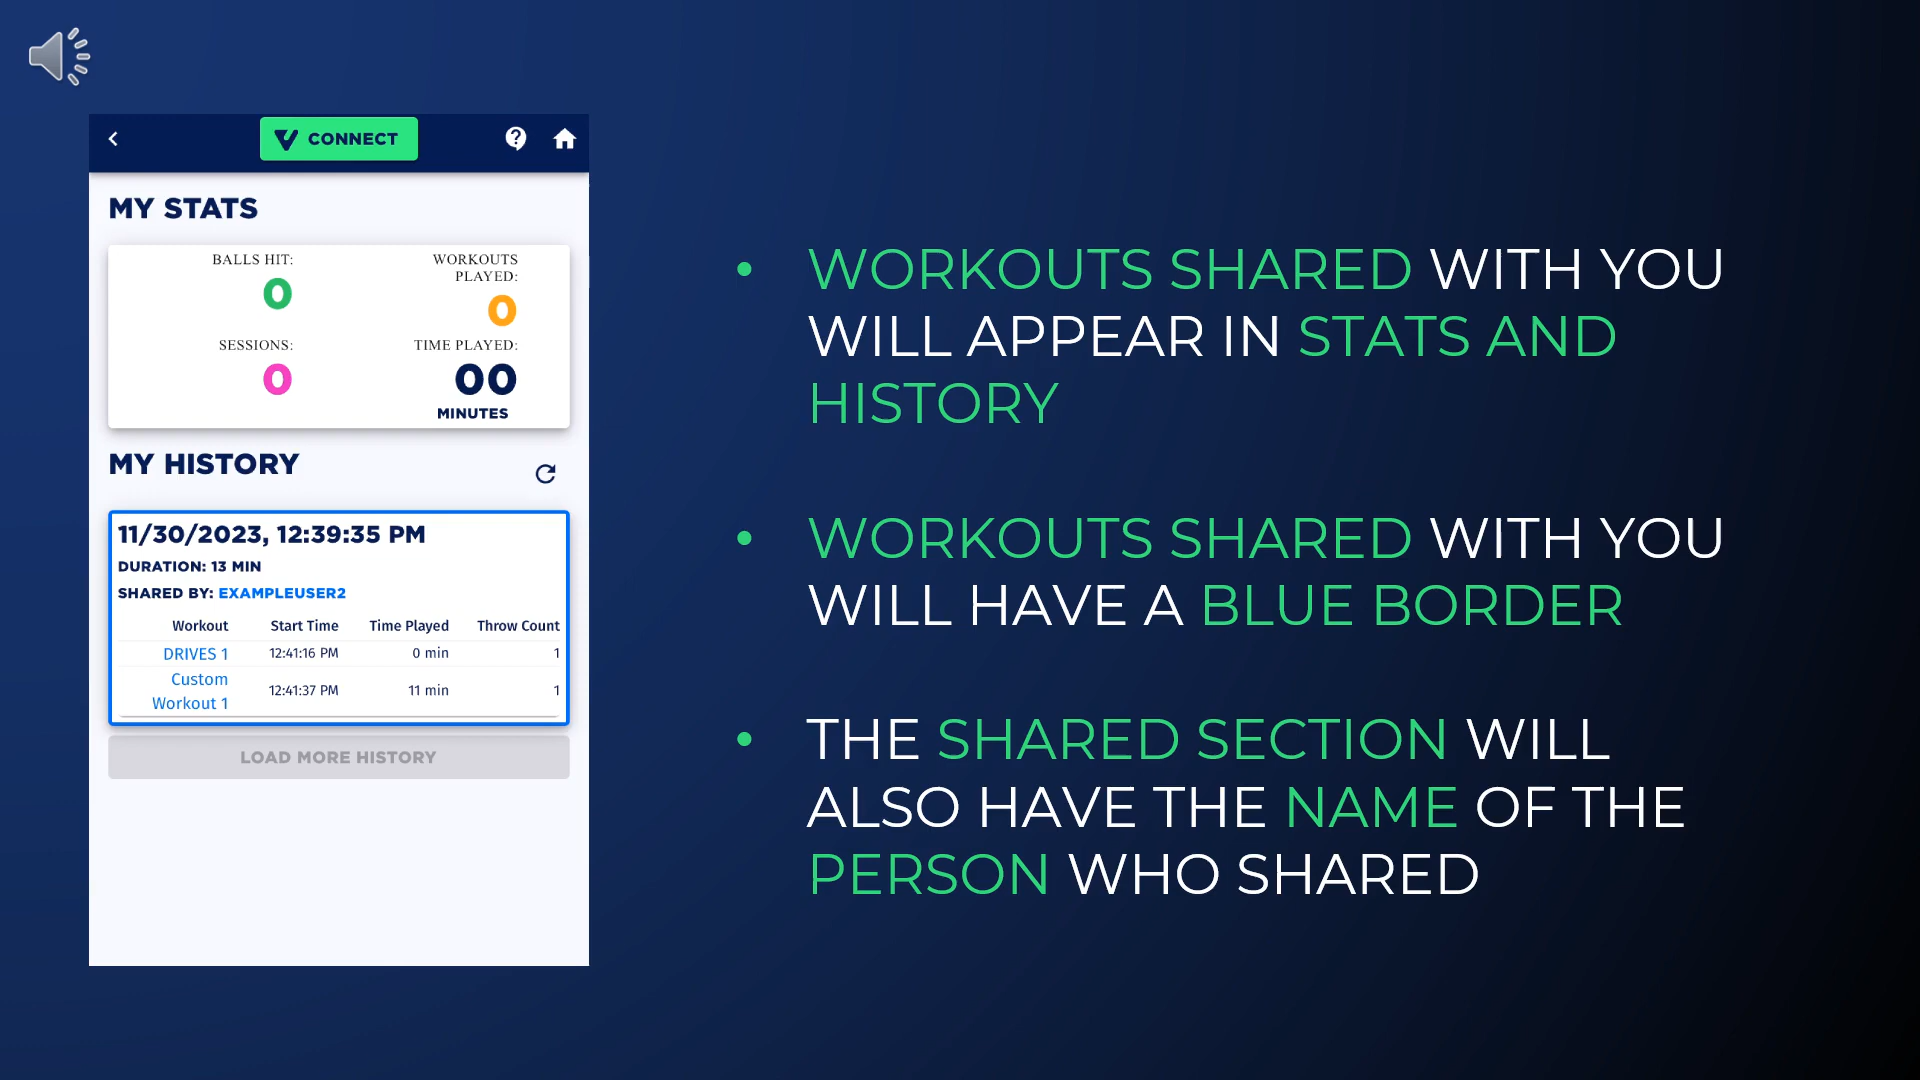 CONNECT
MY STATS
BALLS HIT:
0
WORKOUTS
PLAYED:
0
SESSIONS:
0
TIME PLAYED:
00
MINUTES
MY HISTORY
11/30/2023, 12:39:35 PM
DURATION: 13 MIN
SHARED BY: EXAMPLEUSER2
Workout Start Time Time Played Throw Count
DRIVES 1 12:41:16 PM 0 min 1
Custom
Workout 1 12:41:37 PM 11 min 1
LOAD MORE HISTORY
• WORKOUTS SHARED WITH YOU
WILL APPEAR IN STATS AND
HISTORY
• WORKOUTS SHARED WITH YOU
WILL HAVE A BLUE BORDER
• THE SHARED SECTION WILL
ALSO HAVE THE NAME OF THE
PERSON WHO SHARED